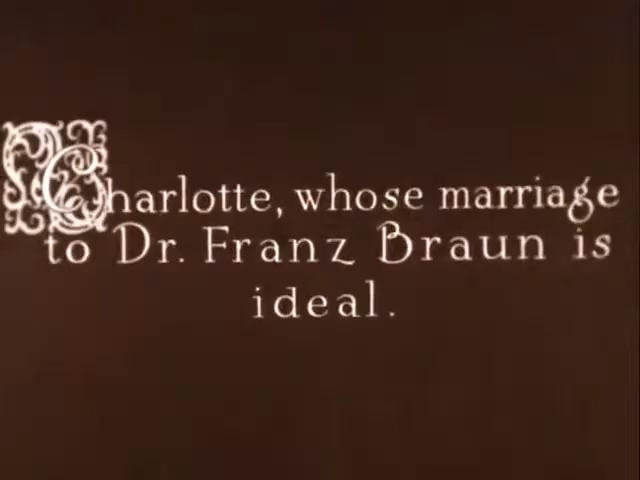 Charlotte, whose marriage
to Dr. Franz Braun is
ideal.